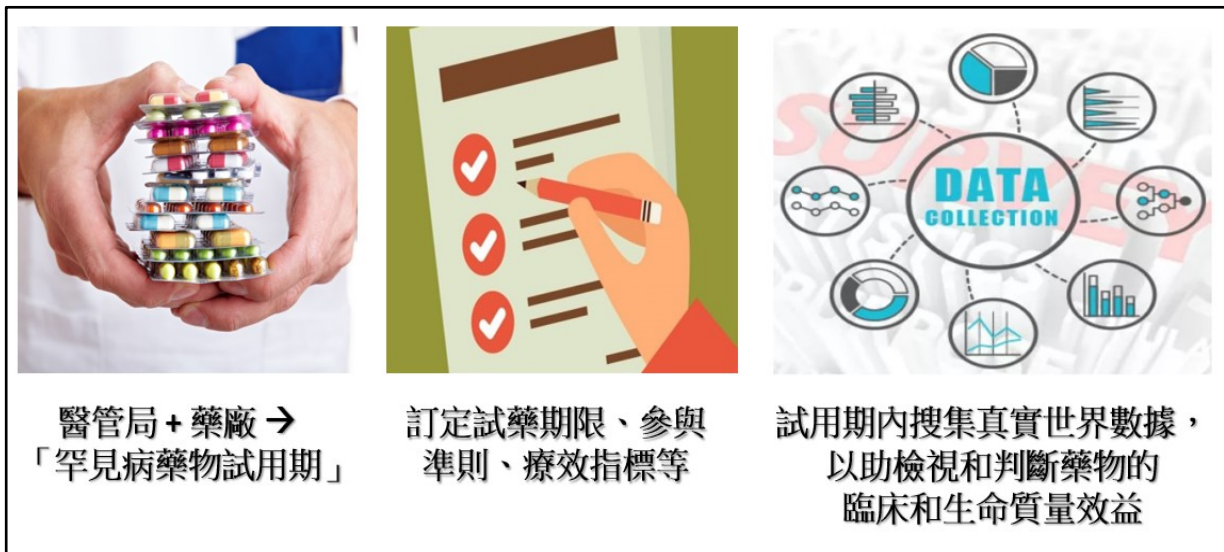 SURVEY
DATA
COLLECTION
醫管局 + 藥廠 →
「罕見病藥物試用期」
訂定試藥期限、參與
準則、療效指標等
試用期內搜集真實世界數據，
以助檢視和判斷藥物的
臨床和生命質量效益